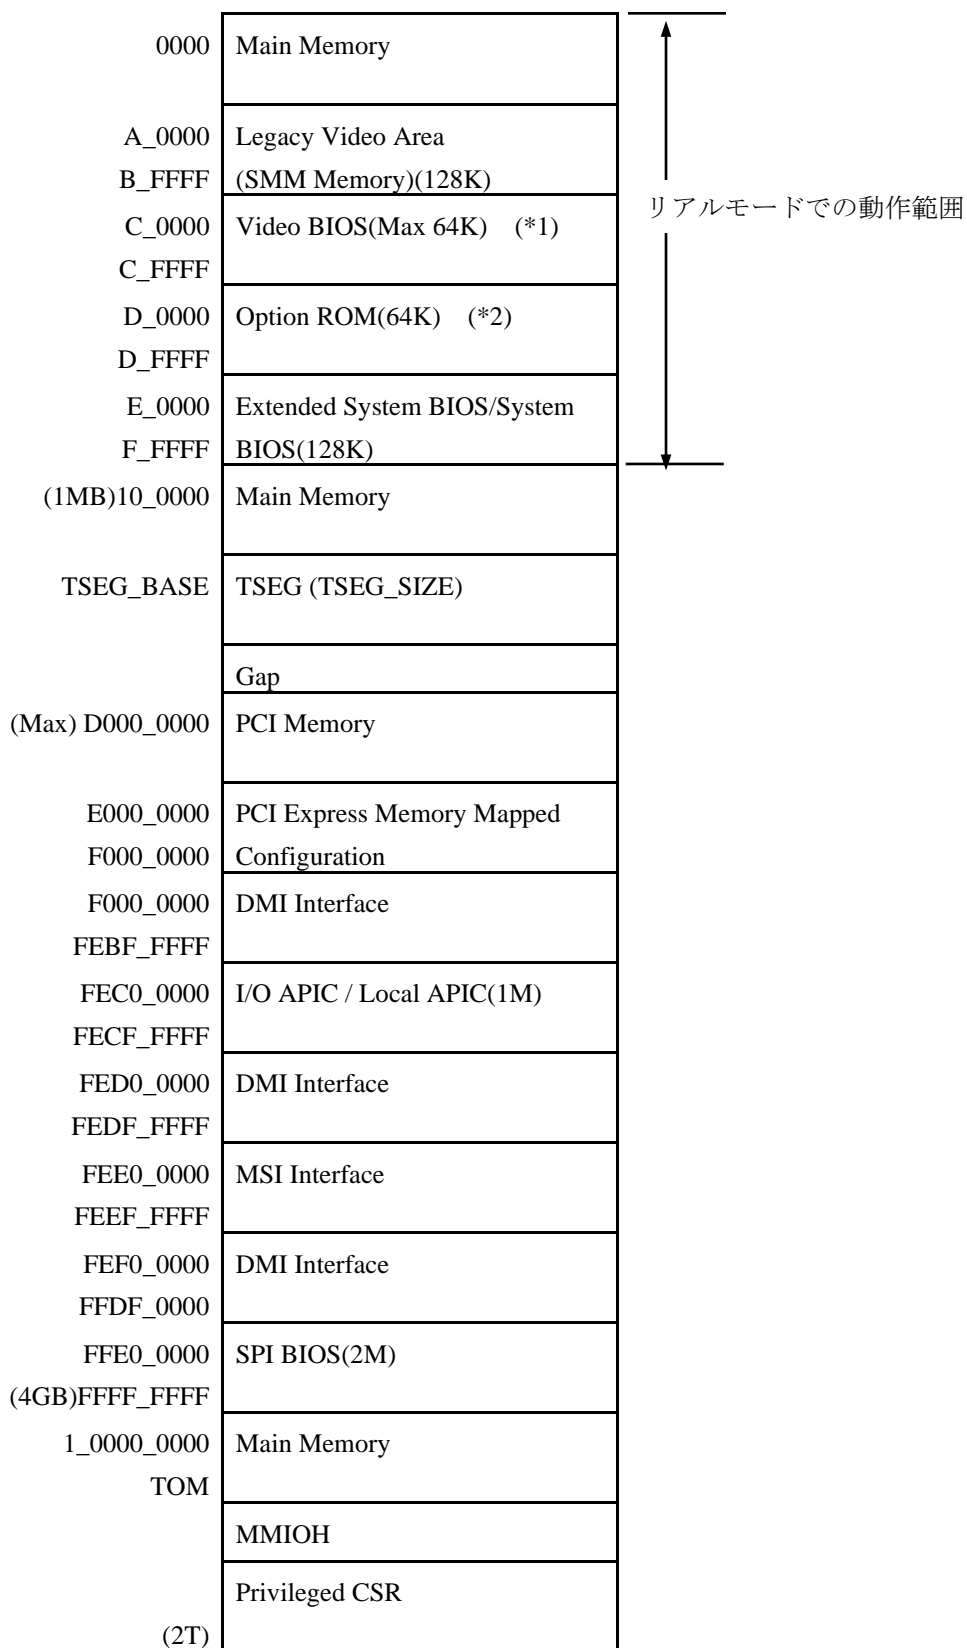 0000 Main Memory
A_0000 Legacy Video Area
B_FFFF (SMM Memory)(128K)
リアルモードでの動作範囲
C_0000 Video BIOS(Max 64K) (*1)
C_FFFF
D_0000 Option ROM(64K) (*2)
D_FFFF
E_0000 Extended System BIOS/System
F_FFFF BIOS(128K)
(1MB)10_0000 Main Memory
TSEG_BASE TSEG (TSEG_SIZE)
Gap
(Max) D000_0000 PCI Memory
E000_0000 PCI Express Memory Mapped
F000_0000 Configuration
F000_0000 DMI Interface
FEBF_FFFF
FEC0_0000 I/O APIC / Local APIC(1M)
FECF_FFFF
FED0_0000 DMI Interface
FEDF_FFFF
FEE0_0000 MSI Interface
FEEF_FFFF
FEF0_0000 DMI Interface
FFDF_0000
FFE0_0000 SPI BIOS(2M)
(4GB)FFFF_FFFF
1_0000_0000 Main Memory
TOM
MMIOH
Privileged CSR
(2T)